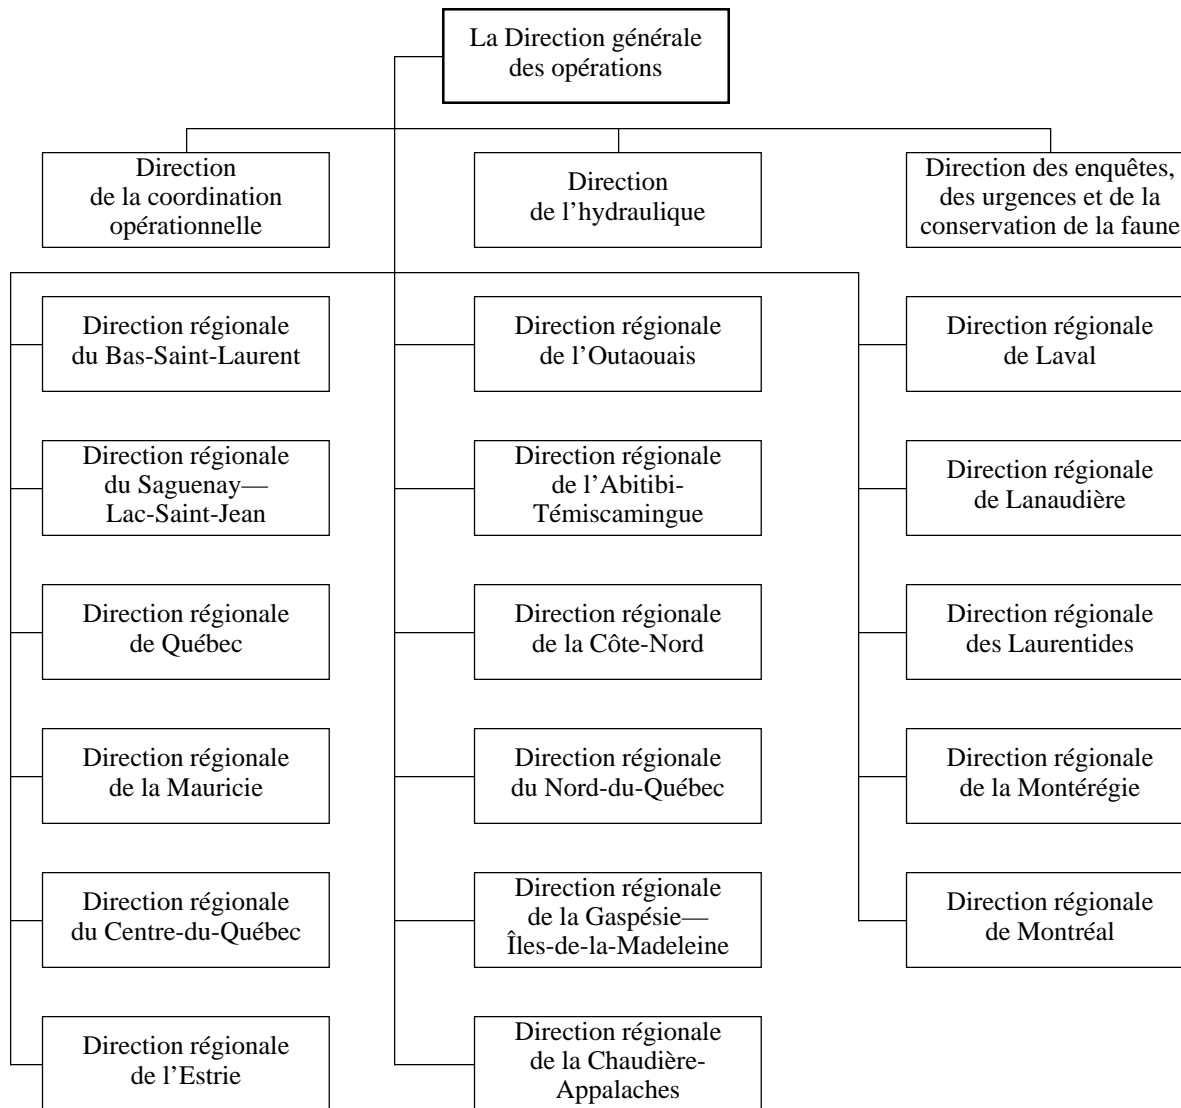 La Direction générale
des opérations
Direction
de la coordination
opérationnelle
Direction
de l’hydraulique
Direction des enquêtes,
des urgences et de la
conservation de la faune
Direction régionale
du Bas-Saint-Laurent
Direction régionale
de l’Outaouais
Direction régionale
de Laval
Direction régionale
du Saguenay—
Lac-Saint-Jean
Direction régionale
de l’Abitibi-
Témiscamingue
Direction régionale
de Lanaudière
Direction régionale
de Québec
Direction régionale
de la Côte-Nord
Direction régionale
des Laurentides
Direction régionale
de la Mauricie
Direction régionale
du Nord-du-Québec
Direction régionale
de la Montérégie
Direction régionale
du Centre-du-Québec
Direction régionale
de la Gaspésie—
Îles-de-la-Madeleine
Direction régionale
de Montréal
Direction régionale
de l’Estrie
Direction régionale
de la Chaudière-
Appalaches